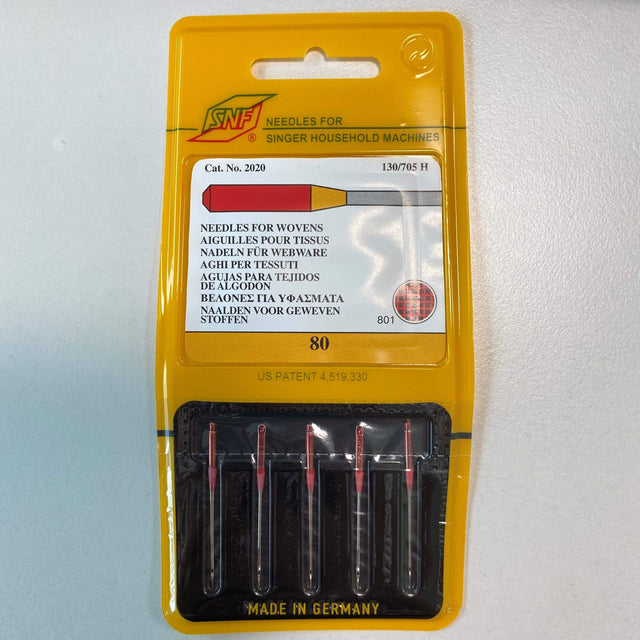 SNF
®
NEEDLES FOR
SINGER HOUSEHOLD MACHINES
Cat. No. 2020 130/705 H
NEEDLES FOR WOVENS
AIGUILLES POUR TISSUS
NADELN FÜR WEBWARE
AGHI PER TESSUTI
AGUJAS PARA TEJIDOS
DE ALGODON
ΒΕΛΟΝΕΣ ΓΙΑ ΥΦΑΣΜΑΤΑ
NAALDEN VOOR GEWEVEN
STOFFEN
801
80
US PATENT 4,519,330
MADE IN GERMANY